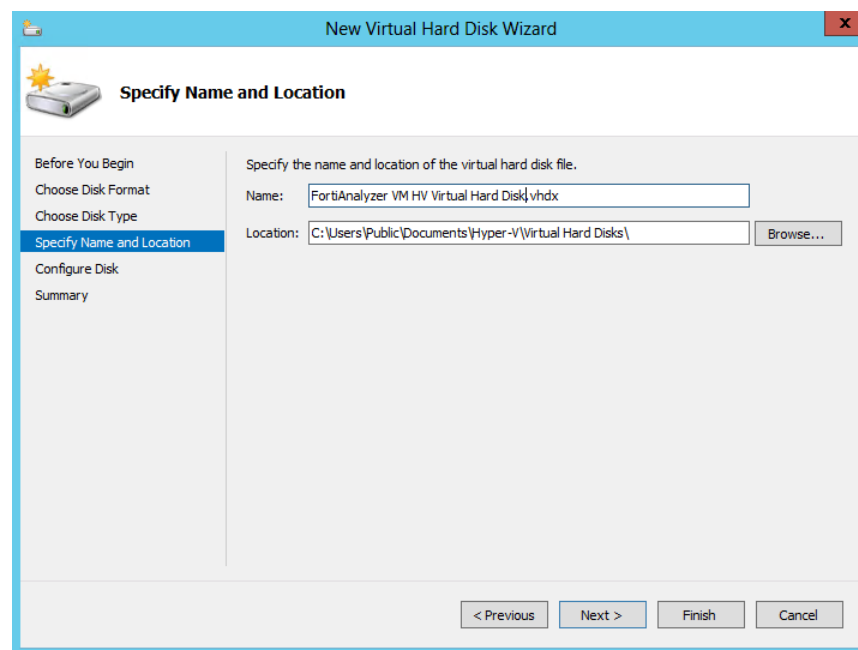 New Virtual Hard Disk Wizard
x
Specify Name and Location
Before You Begin
Choose Disk Format
Choose Disk Type
Specify Name and Location
Configure Disk
Summary
Specify the name and location of the virtual hard disk file.
Name: FortiAnalyzer VM HV Virtual Hard Disk.vhdx
Location: C:\Users\Public\Documents\Hyper-V\Virtual Hard Disks\ Browse...
< Previous Next > Finish Cancel